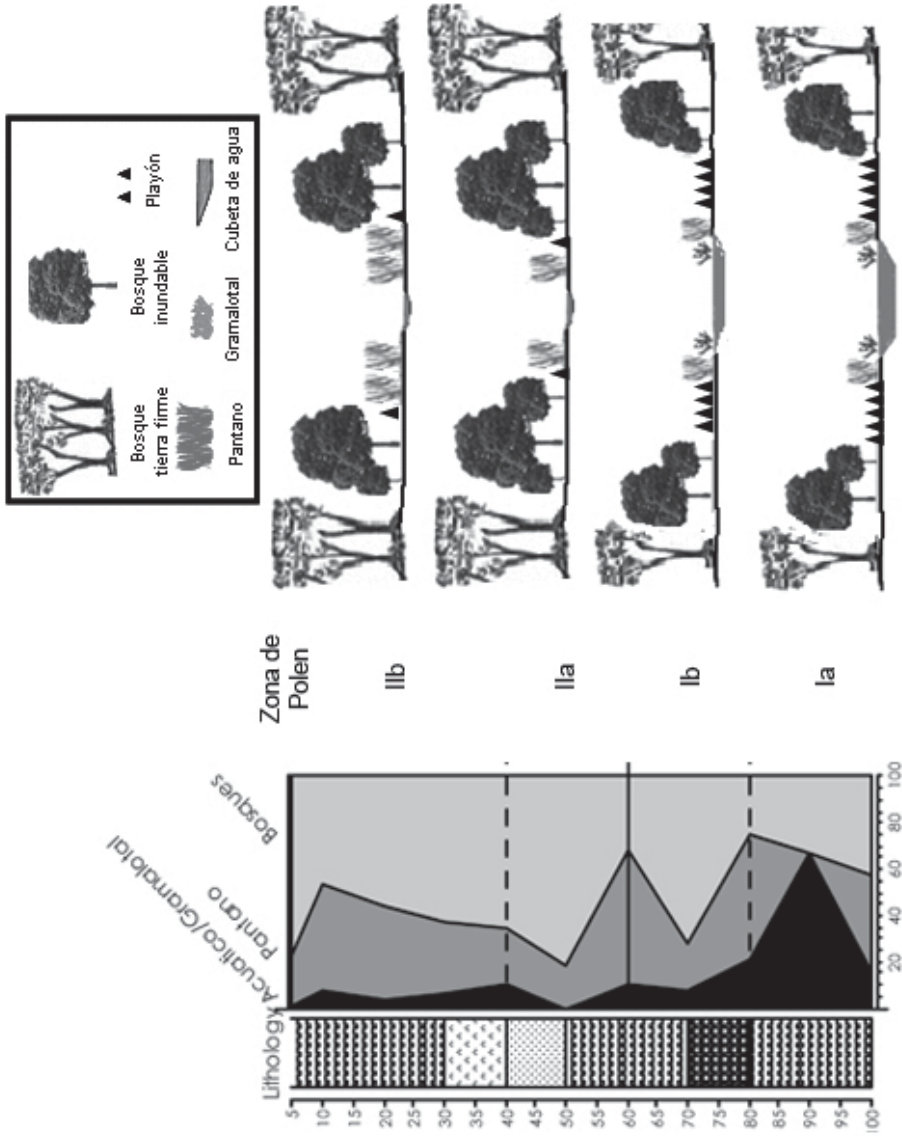 Bosque
tierra firme
Bosque
inundable
Playón
Pantano
Gramalotal
Cubeta de agua
Lithology
Acuatico/Gramalotal
Pantano
Bosques
Zona de
Polen
IIb
IIa
Ib
Ia
5
10
15
20
25
30
35
40
45
50
55
60
65
70
75
80
85
90
95
100
20
40
60
80
100